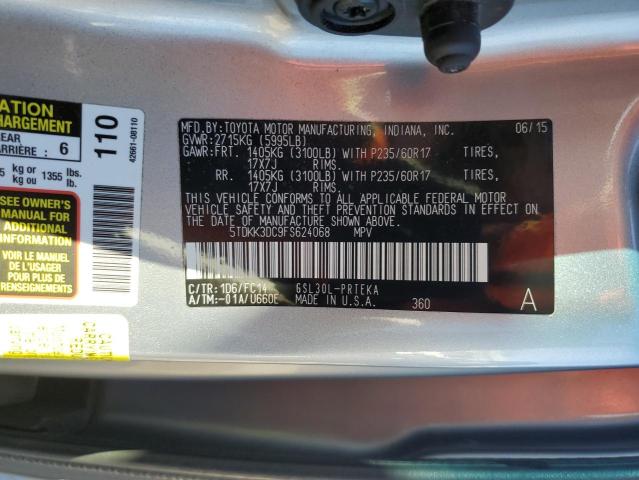 ATION
CHARGEMENT
EAR
ARRIÈRE : 6
5 kg or 1355 lbs.
kg ou
SEE OWNER'S
MANUAL FOR
ADDITIONAL
INFORMATION
VOIR LE MANUEL
DE L'USAGER
POUR PLUS DE
RENSEIGNEMENTS
110
42661-08110
MFD. BY: TOYOTA MOTOR MANUFACTURING, INDIANA, INC. 06/15
GVWR: 2715KG (5995LB)
GAWR: FRT. 1405KG (3100LB) WITH P235/60R17 TIRES,
17X7J RIMS,
RR. 1405KG (3100LB) WITH P235/60R17 TIRES,
17X7J RIMS.
THIS VEHICLE CONFORMS TO ALL APPLICABLE FEDERAL MOTOR
VEHICLE SAFETY AND THEFT PREVENTION STANDARDS IN EFFECT ON
THE DATE OF MANUFACTURE SHOWN ABOVE.
5TDKK3DC9FS624068 MPV
C/TR: 1D6/FC14 GSL30L-PRTEKA
A/TM: -01A/U660E MADE IN U.S.A. 360 A